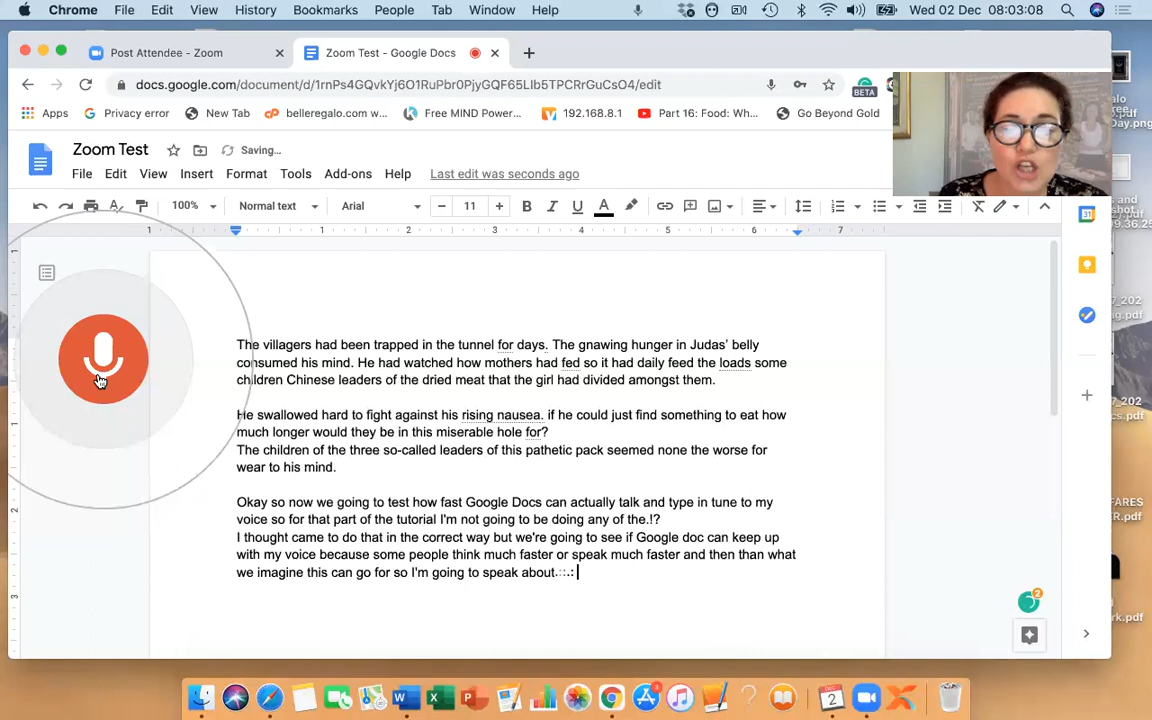 Chrome File Edit View History Bookmarks People Tab Window Help Wed 02 Dec 08:03:08
Post Attendee - Zoom Zoom Test - Google Docs
docs.google.com/document/d/1rnPs4GQvkYj6O1RuPbr0PjyGQF65LIb5TPCRrGuCsO4/edit
BETA
Apps Privacy error New Tab belleregalo.com w... Free MIND Power... 192.168.8.1 Part 16: Food: Wh... Go Beyond Gold
Zoom Test Saving...
File Edit View Insert Format Tools Add-ons Help Last edit was seconds ago
100% Normal text Arial 11
1 1 2 3 4 5 6 7
The villagers had been trapped in the tunnel for days. The gnawing hunger in Judas' belly
consumed his mind. He had watched how mothers had fed so it had daily feed the loads some
children Chinese leaders of the dried meat that the girl had divided amongst them.
He swallowed hard to fight against his rising nausea. if he could just find something to eat how
much longer would they be in this miserable hole for?
The children of the three so-called leaders of this pathetic pack seemed none the worse for
wear to his mind.
Okay so now we going to test how fast Google Docs can actually talk and type in tune to my
voice so for that part of the tutorial I'm not going to be doing any of the.!?
I thought came to do that in the correct way but we're going to see if Google doc can keep up
with my voice because some people think much faster or speak much faster and then than what
we imagine this can go for so I'm going to speak about.::.:
2